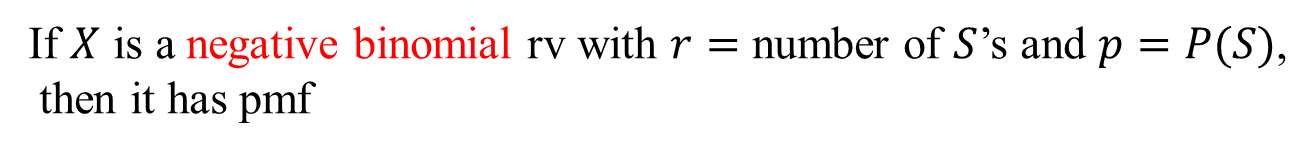 If X is a negative binomial rv with r = number of S’s and p = P(S),
then it has pmf